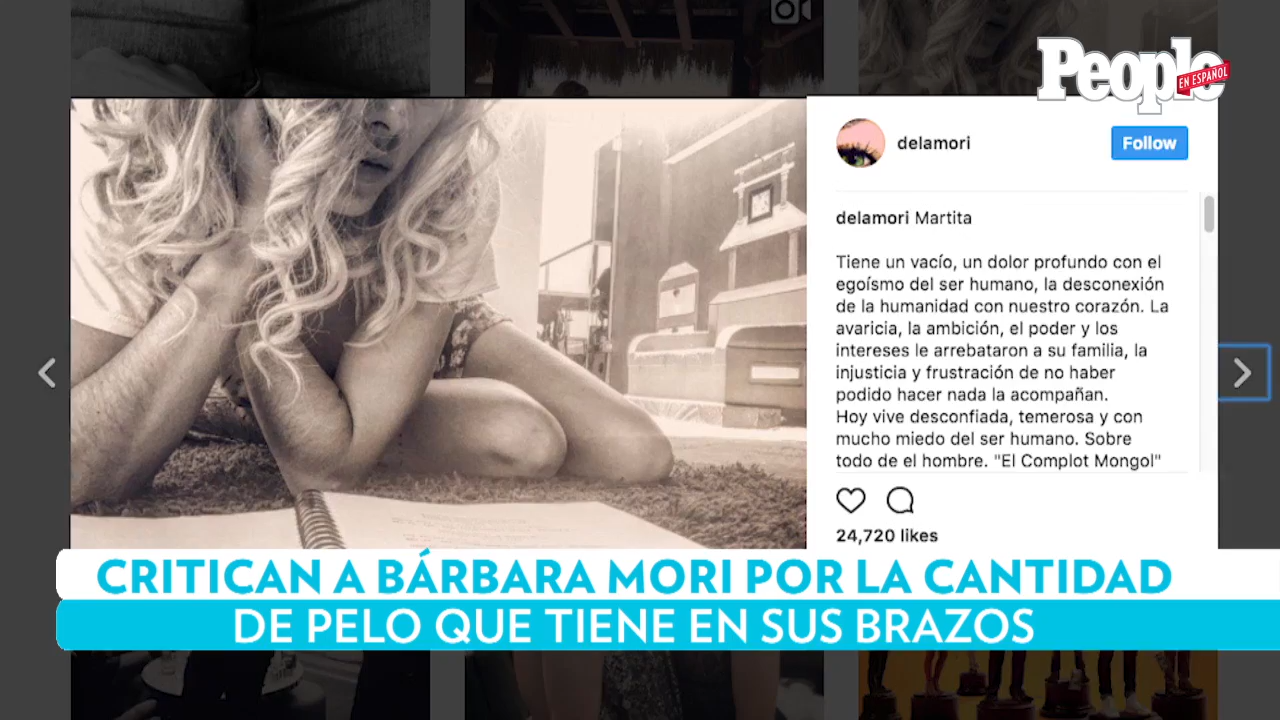 People
EN ESPAÑOL
delamori
Follow
delamori Martita
Tiene un vacío, un dolor profundo con el
egoísmo del ser humano, la desconexión
de la humanidad con nuestro corazón. La
avaricia, la ambición, el poder y los
intereses le arrebataron a su familia, la
injusticia y frustración de no haber
podido hacer nada la acompañan.
Hoy vive desconfiada, temerosa y con
mucho miedo del ser humano. Sobre
todo de el hombre. "El Complot Mongol"
24,720 likes
CRITICAN A BÁRBARA MORI POR LA CANTIDAD
DE PELO QUE TIENE EN SUS BRAZOS